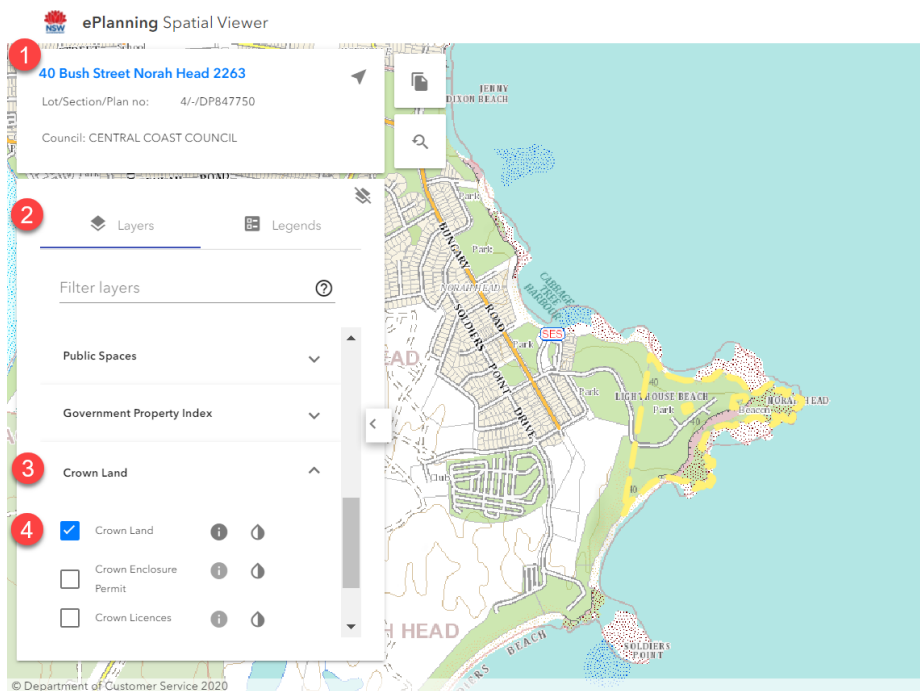 NSW
ePlanning Spatial Viewer
1
40 Bush Street Norah Head 2263
Lot/Section/Plan no: 4/-/DP847750
Council: CENTRAL COAST COUNCIL
2
Layers
Legends
Filter layers
Public Spaces
Government Property Index
3
Crown Land
4
Crown Land
Crown Enclosure
Permit
Crown Licences
JENNY
DIXON BEACH
ROAD
Park
BUNGARY ROAD
Park
NORAH HEAD
CABBAGE
TREE
HARBOUR
SOLDIERS POINT DRIVE
SES
Park
Park
40
LIGHTHOUSE BEACH
Park
NORAH HEAD
Beacon
40
10
Club
HEAD
SOLDIERS
POINT
BEACH
© Department of Customer Service 2020